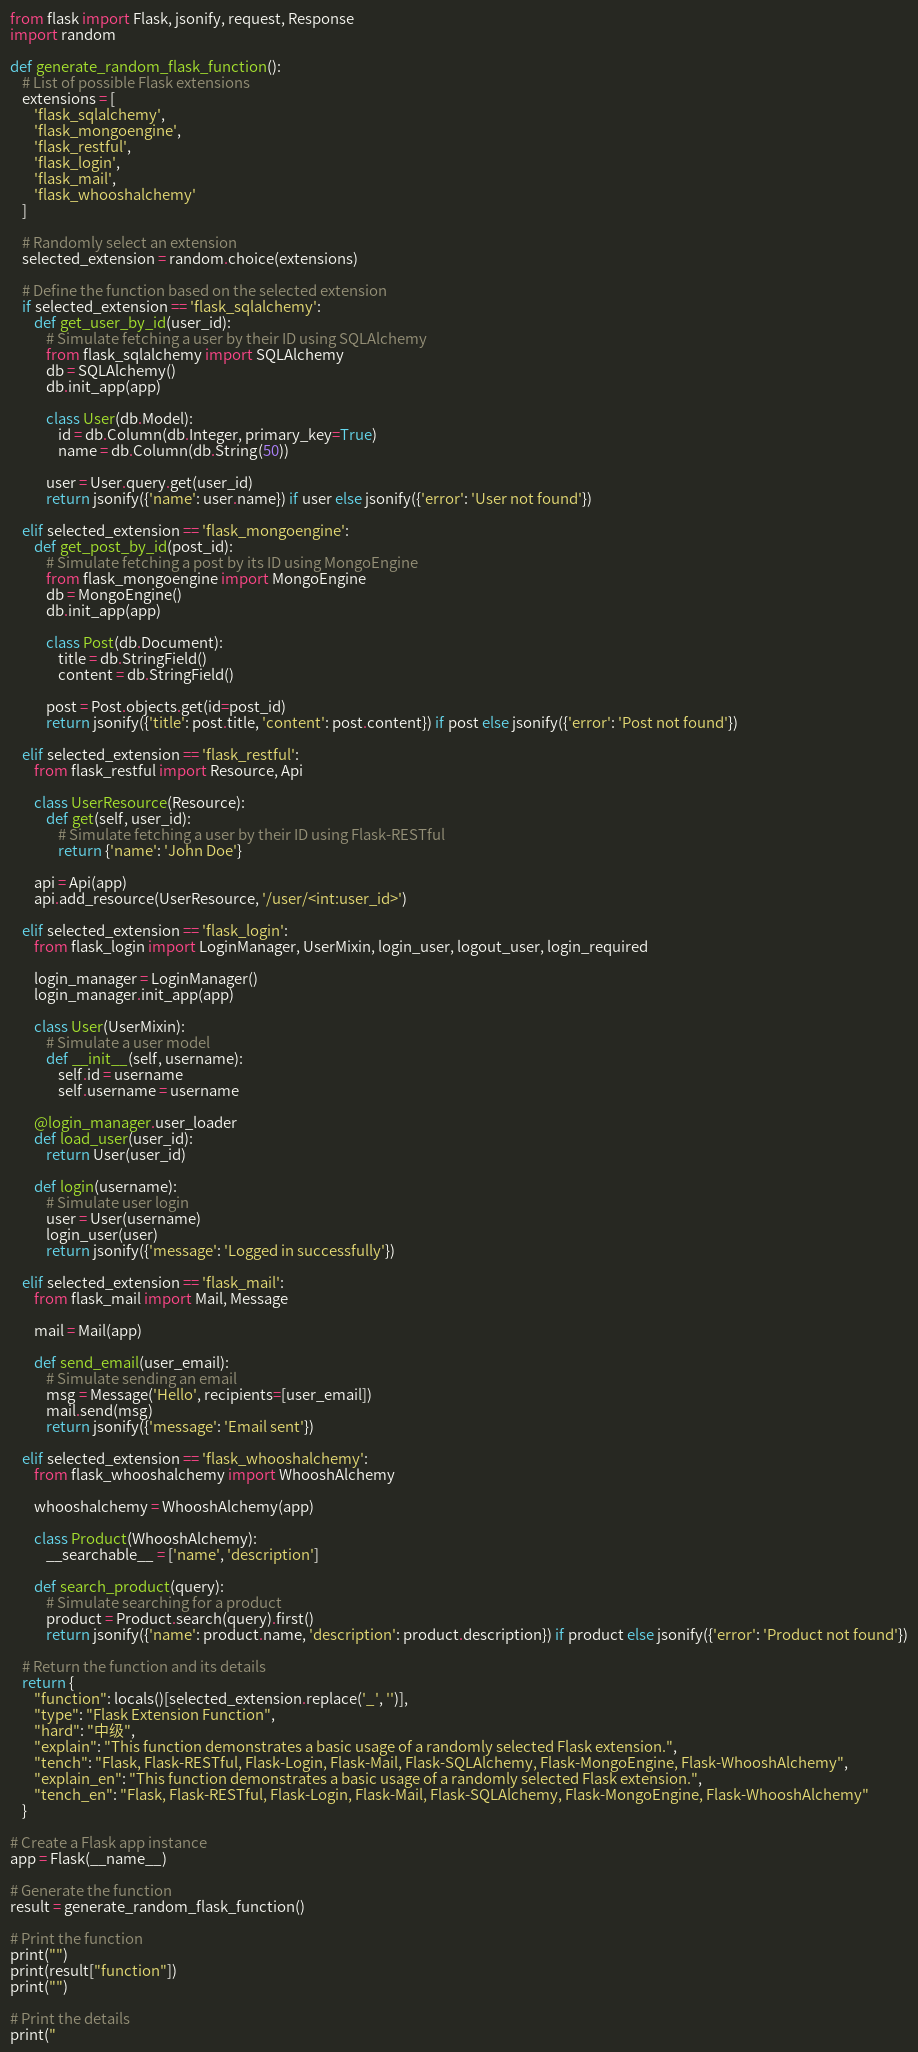 from flask import Flask, jsonify, request, Response
import random

def generate_random_flask_function():
    # List of possible Flask extensions
    extensions = [
        'flask_sqlalchemy',
        'flask_mongoengine',
        'flask_restful',
        'flask_login',
        'flask_mail',
        'flask_whooshalchemy'
    ]

    # Randomly select an extension
    selected_extension = random.choice(extensions)

    # Define the function based on the selected extension
    if selected_extension == 'flask_sqlalchemy':
        def get_user_by_id(user_id):
            # Simulate fetching a user by their ID using SQLAlchemy
            from flask_sqlalchemy import SQLAlchemy
            db = SQLAlchemy()
            db.init_app(app)

            class User(db.Model):
                id = db.Column(db.Integer, primary_key=True)
                name = db.Column(db.String(50))

            user = User.query.get(user_id)
            return jsonify({'name': user.name}) if user else jsonify({'error': 'User not found'})

    elif selected_extension == 'flask_mongoengine':
        def get_post_by_id(post_id):
            # Simulate fetching a post by its ID using MongoEngine
            from flask_mongoengine import MongoEngine
            db = MongoEngine()
            db.init_app(app)

            class Post(db.Document):
                title = db.StringField()
                content = db.StringField()

            post = Post.objects.get(id=post_id)
            return jsonify({'title': post.title, 'content': post.content}) if post else jsonify({'error': 'Post not found'})

    elif selected_extension == 'flask_restful':
        from flask_restful import Resource, Api

        class UserResource(Resource):
            def get(self, user_id):
                # Simulate fetching a user by their ID using Flask-RESTful
                return {'name': 'John Doe'}

        api = Api(app)
        api.add_resource(UserResource, '/user/<int:user_id>')

    elif selected_extension == 'flask_login':
        from flask_login import LoginManager, UserMixin, login_user, logout_user, login_required

        login_manager = LoginManager()
        login_manager.init_app(app)

        class User(UserMixin):
            # Simulate a user model
            def __init__(self, username):
                self.id = username
                self.username = username

        @login_manager.user_loader
        def load_user(user_id):
            return User(user_id)

        def login(username):
            # Simulate user login
            user = User(username)
            login_user(user)
            return jsonify({'message': 'Logged in successfully'})

    elif selected_extension == 'flask_mail':
        from flask_mail import Mail, Message

        mail = Mail(app)

        def send_email(user_email):
            # Simulate sending an email
            msg = Message('Hello', recipients=[user_email])
            mail.send(msg)
            return jsonify({'message': 'Email sent'})

    elif selected_extension == 'flask_whooshalchemy':
        from flask_whooshalchemy import WhooshAlchemy

        whooshalchemy = WhooshAlchemy(app)

        class Product(WhooshAlchemy):
            __searchable__ = ['name', 'description']

        def search_product(query):
            # Simulate searching for a product
            product = Product.search(query).first()
            return jsonify({'name': product.name, 'description': product.description}) if product else jsonify({'error': 'Product not found'})

    # Return the function and its details
    return {
        "function": locals()[selected_extension.replace('_', '')],
        "type": "Flask Extension Function",
        "hard": "中级",
        "explain": "This function demonstrates a basic usage of a randomly selected Flask extension.",
        "tench": "Flask, Flask-RESTful, Flask-Login, Flask-Mail, Flask-SQLAlchemy, Flask-MongoEngine, Flask-WhooshAlchemy",
        "explain_en": "This function demonstrates a basic usage of a randomly selected Flask extension.",
        "tench_en": "Flask, Flask-RESTful, Flask-Login, Flask-Mail, Flask-SQLAlchemy, Flask-MongoEngine, Flask-WhooshAlchemy"
    }

# Create a Flask app instance
app = Flask(__name__)

# Generate the function
result = generate_random_flask_function()

# Print the function
print("")
print(result["function"])
print("")

# Print the details
print("